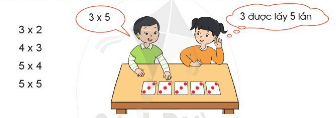 3 x 2
4 x 3
5 x 4
5 x 5
3 x 5
3 được lấy 5 lần